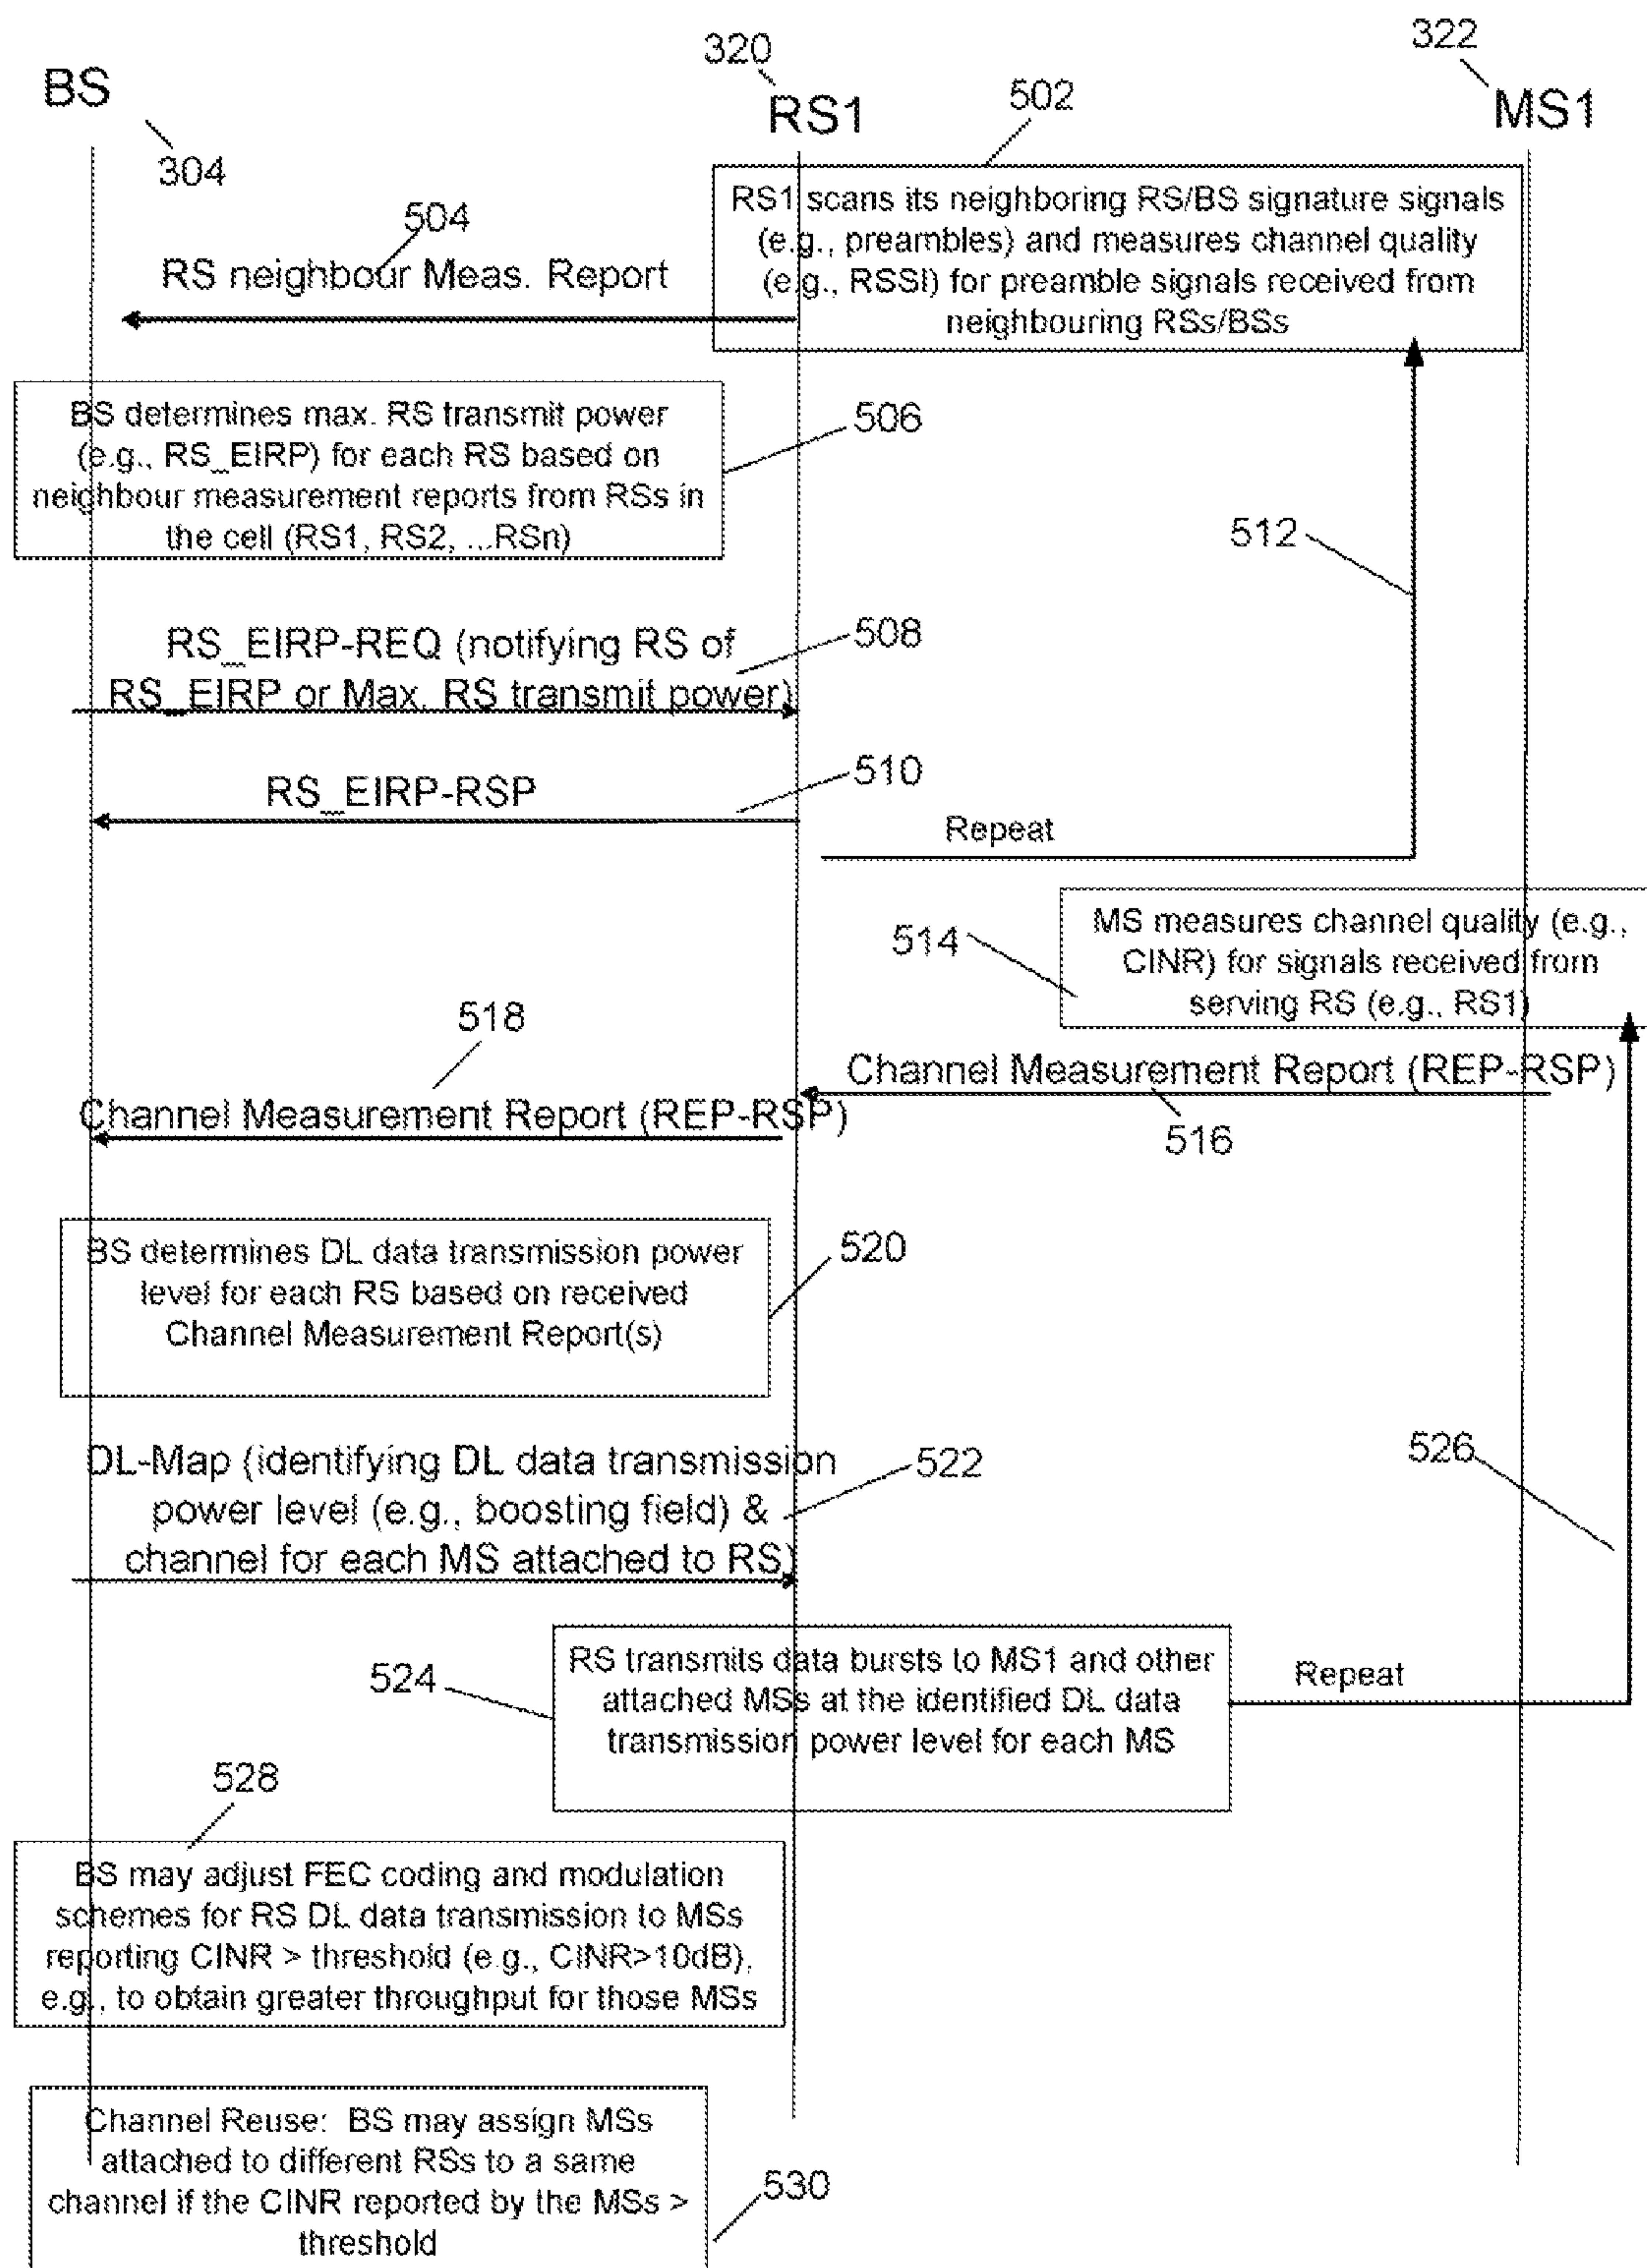 BS
304
320
RS1
322
MS1
502
RS1 scans its neighboring RS/BS signature signals
(e.g., preambles) and measures channel quality
(e.g., RSSI) for preamble signals received from
neighbouring RSs/BSs
504
RS neighbour Meas. Report
BS determines max. RS transmit power
(e.g., RS_EIRP) for each RS based on
neighbour measurement reports from RSs in
the cell (RS1, RS2, ...RSn)
506
512
RS_EIRP-REQ (notifying RS of
RS_EIRP or Max. RS transmit power)
508
RS_EIRP-RSP
510
Repeat
MS measures channel quality (e.g.,
CINR) for signals received from
serving RS (e.g., RS1)
514
518
Channel Measurement Report (REP-RSP)
516
Channel Measurement Report (REP-RSP)
BS determines DL data transmission power
level for each RS based on received
Channel Measurement Report(s)
520
DL-Map (identifying DL data transmission
power level (e.g., boosting field) &
channel for each MS attached to RS)
522
526
RS transmits data bursts to MS1 and other
attached MSs at the identified DL data
transmission power level for each MS
524
Repeat
528
BS may adjust FEC coding and modulation
schemes for RS DL data transmission to MSs
reporting CINR > threshold (e.g., CINR>10dB),
e.g., to obtain greater throughput for those MSs
Channel Reuse: BS may assign MSs
attached to different RSs to a same
channel if the CINR reported by the MSs >
threshold
530